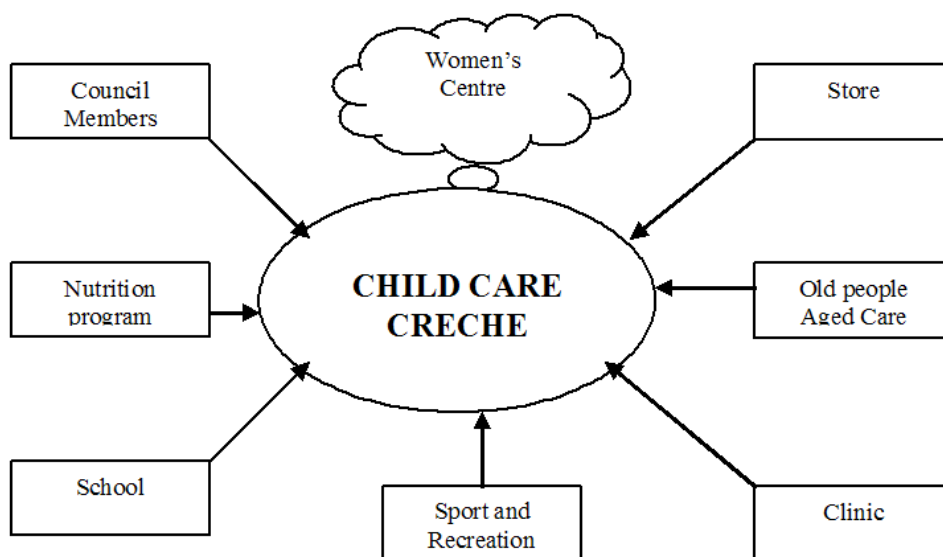 Women's
Centre
Council
Members
Store
CHILD CARE
CRECHE
Nutrition
program
Old people
Aged Care
School
Sport and
Recreation
Clinic